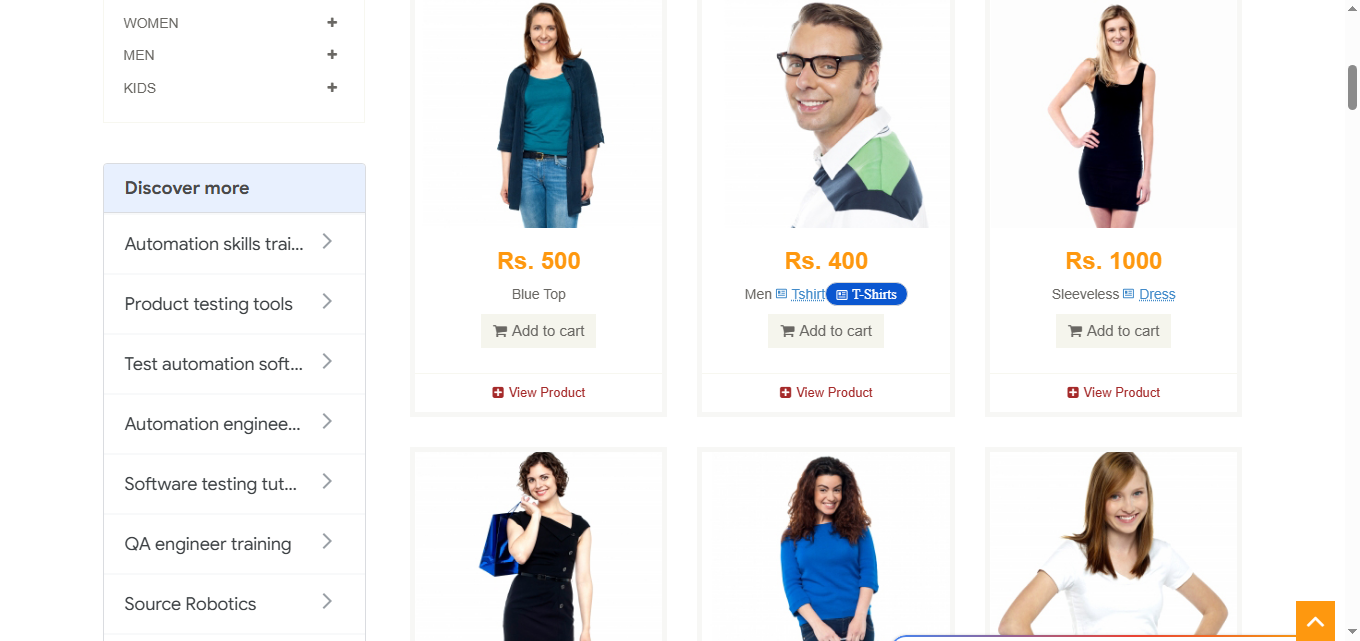 WOMEN
MEN
KIDS
Discover more
Automation skills trai...
Product testing tools
Test automation soft...
Automation enginee...
Software testing tut...
QA engineer training
Source Robotics
Rs. 500
Blue Top
Add to cart
View Product
Rs. 400
Men Tshirt T-Shirts
Add to cart
View Product
Rs. 1000
Sleeveless Dress
Add to cart
View Product